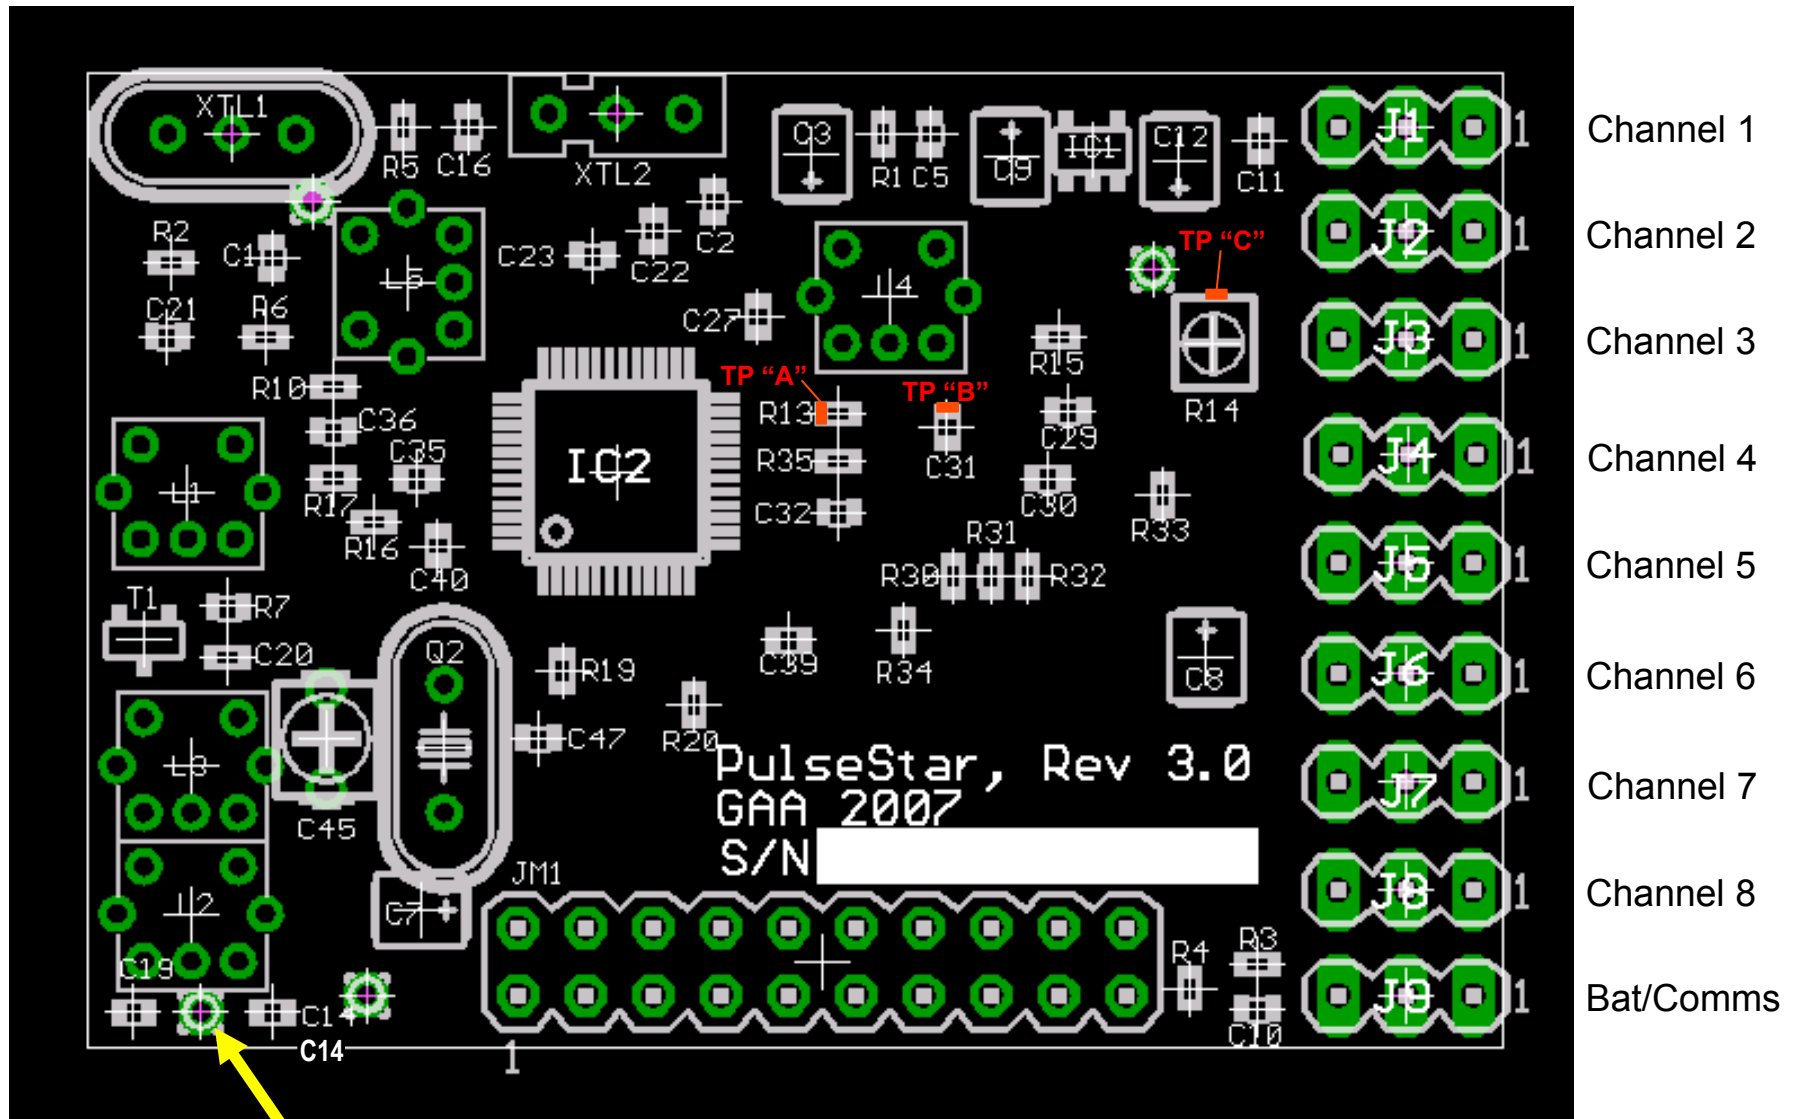 XTL1
R5
C16
XTL2
Q3
R1
C5
C9
IC1
C12
C11
J1
1
Channel 1
R2
C1
C23
C22
C2
TP “C”
J2
1
Channel 2
C21
R6
L5
C27
L4
R15
J3
1
Channel 3
R10
TP “A”
TP “B”
R13
R14
C36
C35
C29
IC2
R35
C31
J4
1
Channel 4
L1
R17
C30
C32
R33
R16
R31
C40
R30
R32
J5
1
Channel 5
T1
R7
C20
Q2
R19
C39
R34
C8
J6
1
Channel 6
C47
R20
L3
PulseStar, Rev 3.0
GAA 2007
S/N
J7
1
Channel 7
C45
JM1
J8
1
Channel 8
L2
C7
C19
R4
R3
C14
C14
1
C10
J9
1
Bat/Comms